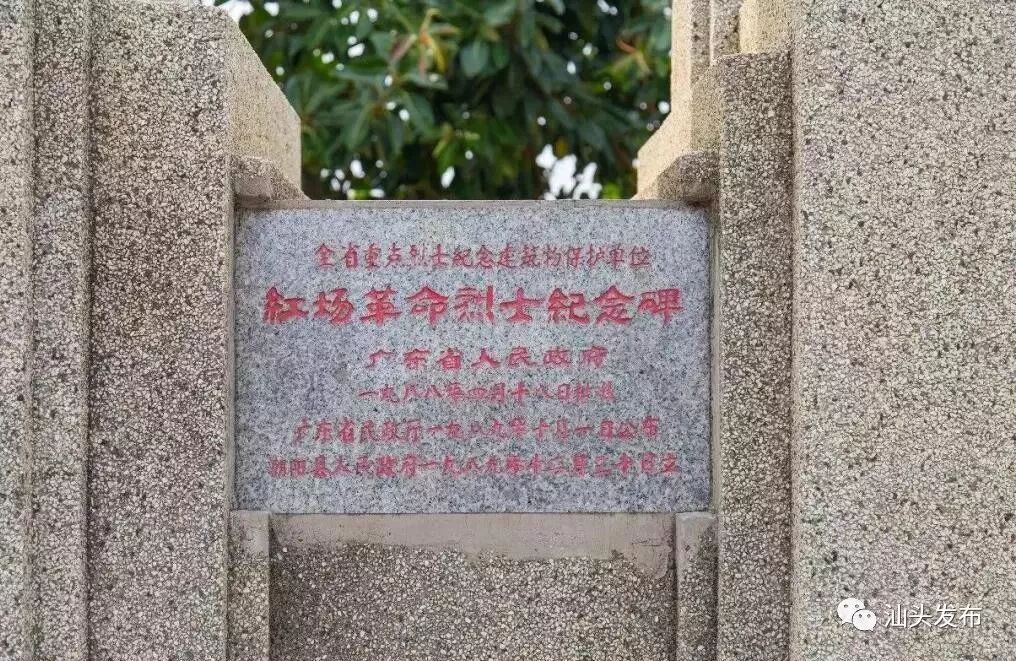 全省重点烈士纪念建筑物保护单位
红场革命烈士纪念碑
广东省人民政府
一九八八年四月十八日批准
广东省民政厅一九八九年十月一日公布
潮阳县人民政府一九八九年十二月三十日立
汕头发布